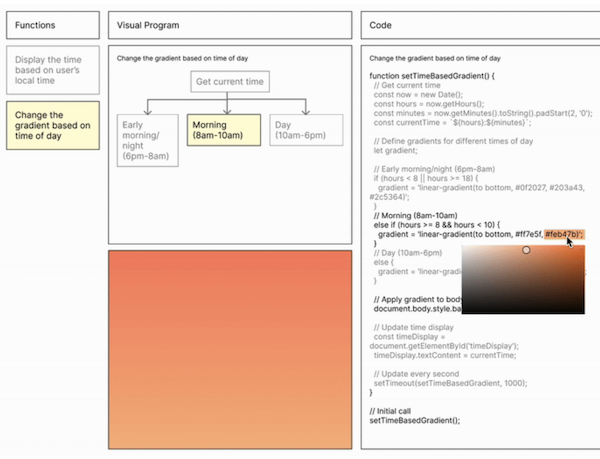 Functions
Visual Program
Code
Display the time
based on user's
local time
Change the
gradient based on
time of day
Change the gradient based on time of day
Get current time
Early
morning/
night
(6pm-8am)
Morning
(8am-10am)
Day
(10am-6pm)
Change the gradient based on time of day
function setTimeBasedGradient() {
// Get current time
const now = new Date();
const hours = now.getHours();
const minutes = now.getMinutes().toString().padStart(2, '0');
const currentTime = `${hours}:${minutes}`;
// Define gradients for different times of day
let gradient;
// Early morning/night (6pm-8am)
if (hours < 8 || hours >= 18) {
gradient = 'linear-gradient(to bottom, #0f2027, #203a43,
#2c5364)';
}
// Morning (8am-10am)
else if (hours >= 8 && hours < 10) {
gradient = 'linear-gradient(to bottom, #ff7e5f, #feb47b)';
}
// Day (10am-6pm)
else {
gradient = 'linear-gradient(
}
// Apply gradient to body
document.body.style.ba
// Update time display
const timeDisplay =
document.getElementById('timeDisplay');
timeDisplay.textContent = currentTime;
// Update every second
setTimeout(setTimeBasedGradient, 1000);
}
// Initial call
setTimeBasedGradient();